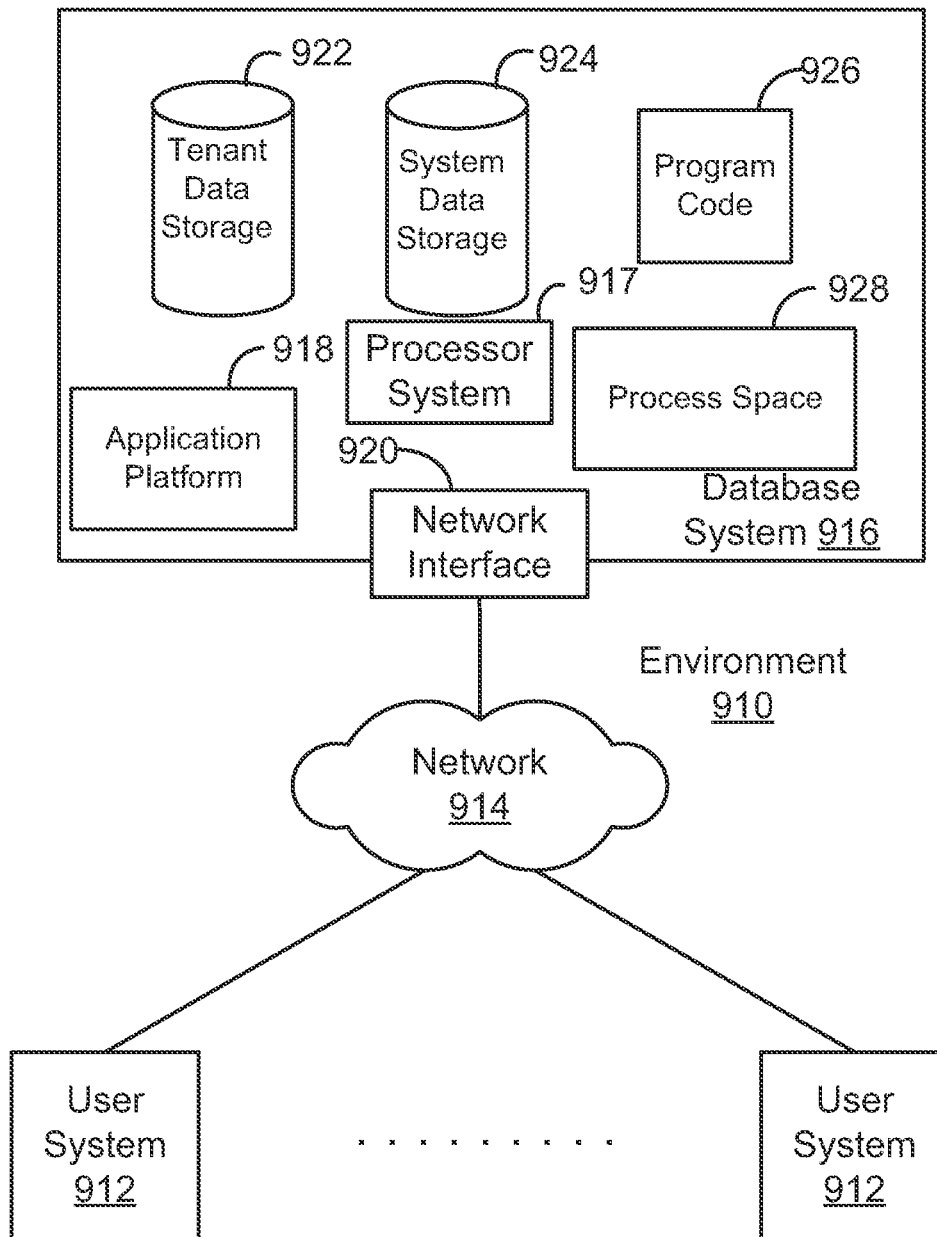 922
Tenant
Data
Storage
924
System
Data
Storage
926
Program
Code
917
Processor
System
928
Process Space
918
Application
Platform
920
Network
Interface
Database
System 916
Environment
910
Network
914
User
System
912
. . . . . . . . .
User
System
912